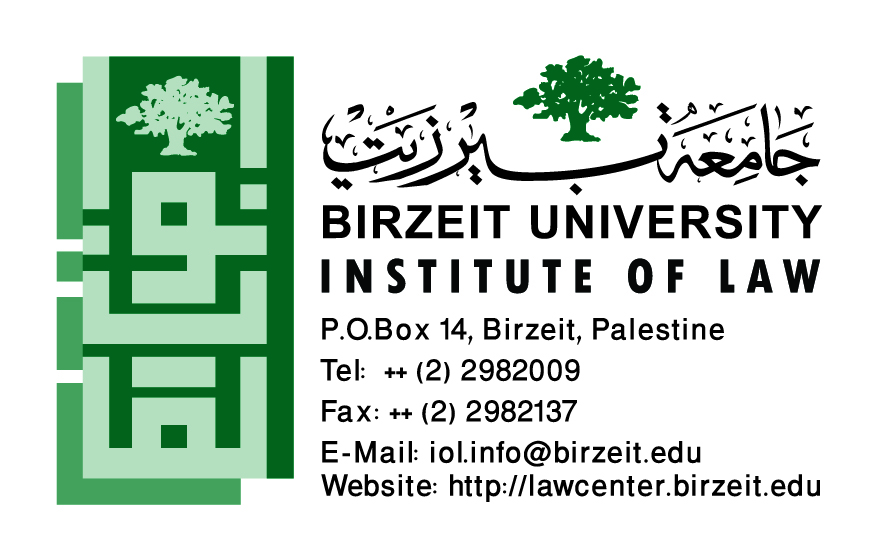 القانون
جامعة بيرزيت
BIRZEIT UNIVERSITY
INSTITUTE OF LAW
P.O.Box 14, Birzeit, Palestine
Tel: ++ (2) 2982009
Fax: ++ (2) 2982137
E-Mail: iol.info@birzeit.edu
Website: http://lawcenter.birzeit.edu